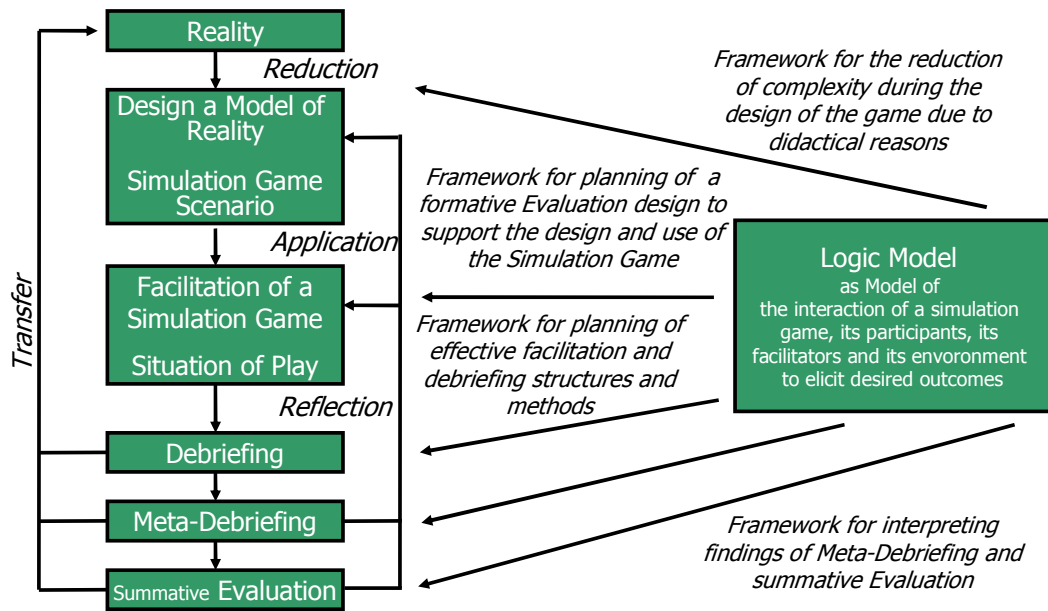 Reality
Reduction
Design a Model of
Reality
Simulation Game
Scenario
Application
Facilitation of a
Simulation Game
Situation of Play
Reflection
Debriefing
Meta-Debriefing
Summative Evaluation
Transfer
Framework for the reduction
of complexity during the
design of the game due to
didactical reasons
Framework for planning of a
formative Evaluation design to
support the design and use of
the Simulation Game
Framework for planning of
effective facilitation and
debriefing structures and
methods
Logic Model
as Model of
the interaction of a simulation
game, its participants, its
facilitators and its envoronment
to elicit desired outcomes
Framework for interpreting
findings of Meta-Debriefing and
summative Evaluation